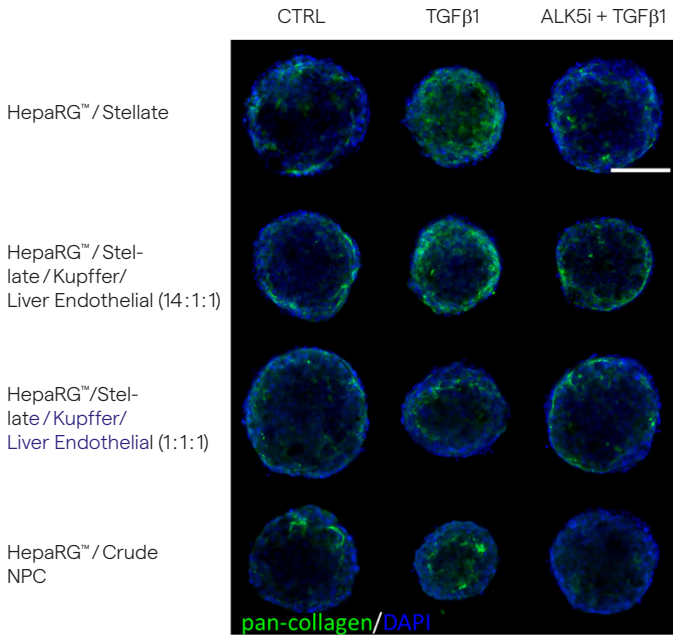 CTRL TGFβ1 ALK5i + TGFβ1
HepaRG™/Stellate
HepaRG™/Stel-
late/Kupffer/
Liver Endothelial (14:1:1)
HepaRG™/Stel-
late/Kupffer/
Liver Endothelial (1:1:1)
HepaRG™/Crude
NPC
pan-collagen/DAPI